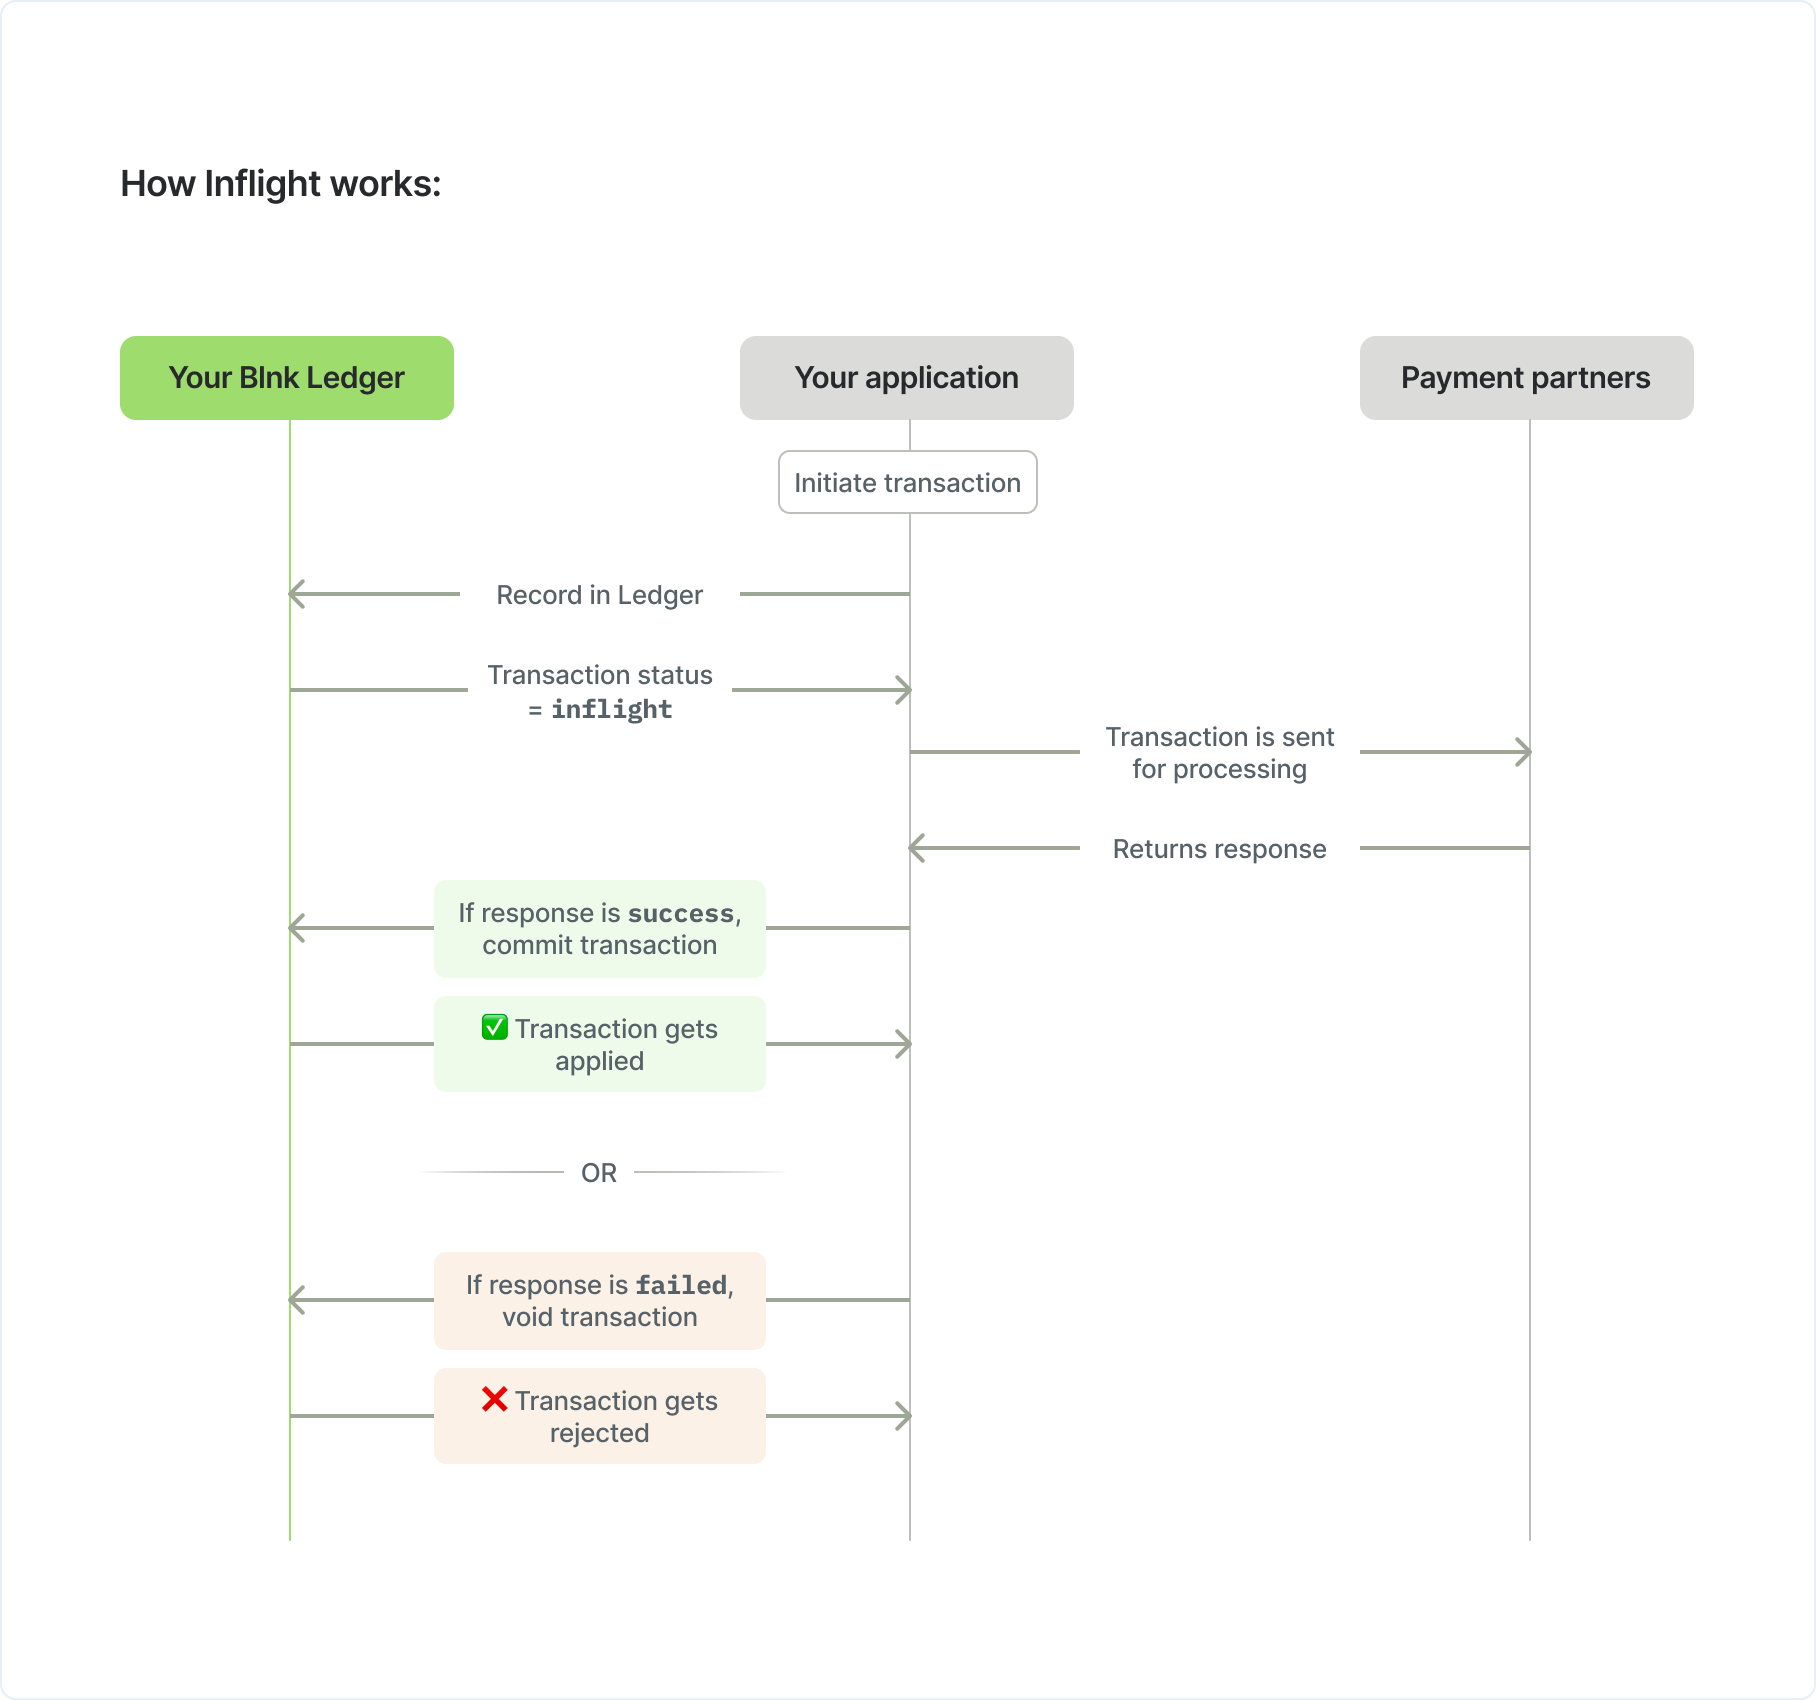 How Inflight works:
Your Blnk Ledger
Your application
Payment partners
Initiate transaction
Record in Ledger
Transaction status
= inflight
Transaction is sent
for processing
Returns response
If response is success,
commit transaction
✅ Transaction gets
applied
OR
If response is failed,
void transaction
❌ Transaction gets
rejected